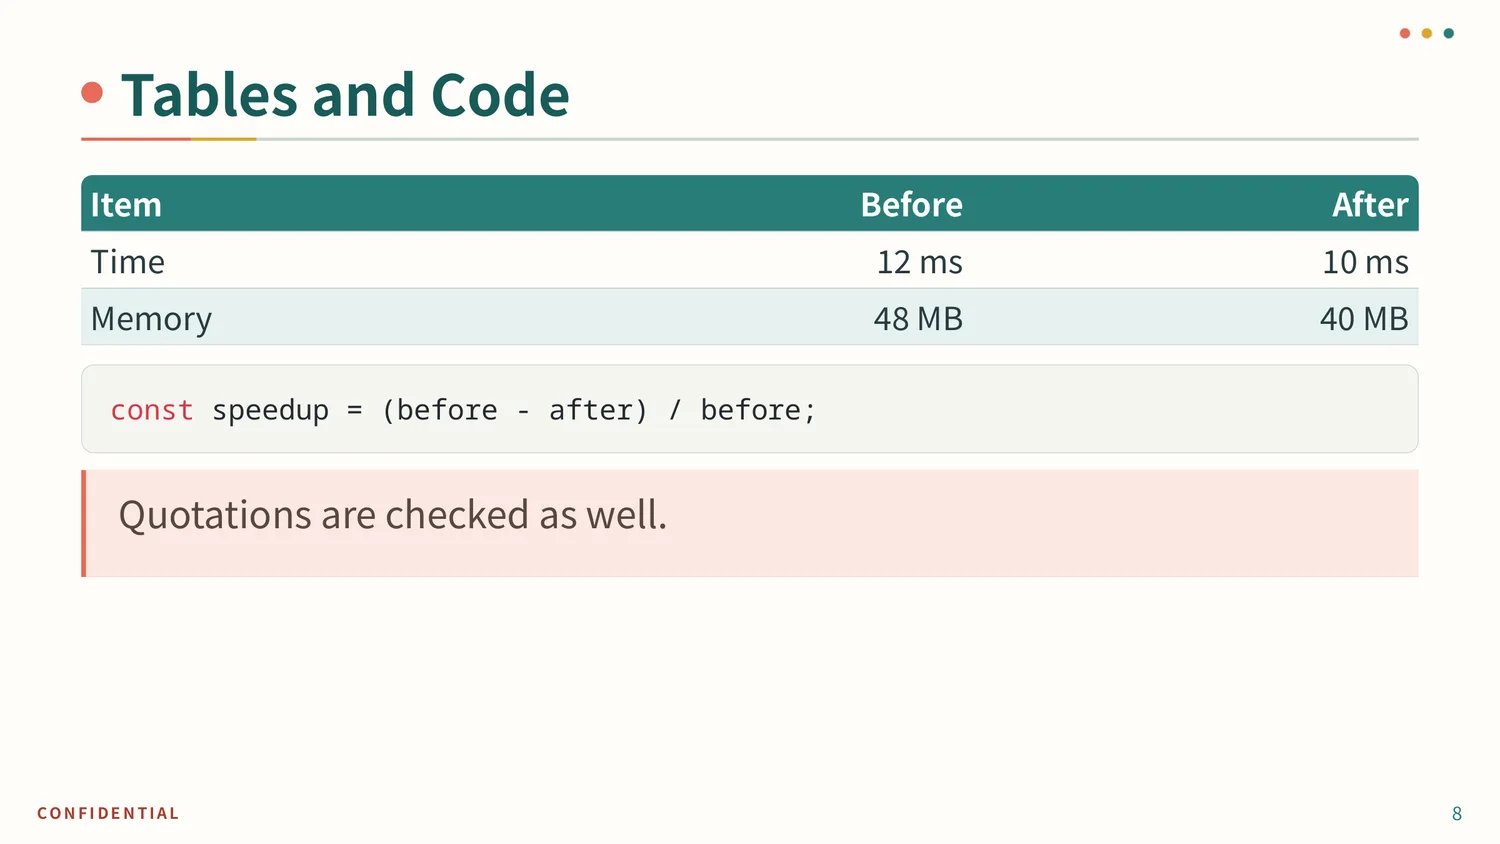 Tables and Code
Item Before After
Time 12 ms 10 ms
Memory 48 MB 40 MB
const speedup = (before - after) / before;
Quotations are checked as well.
CONFIDENTIAL 8